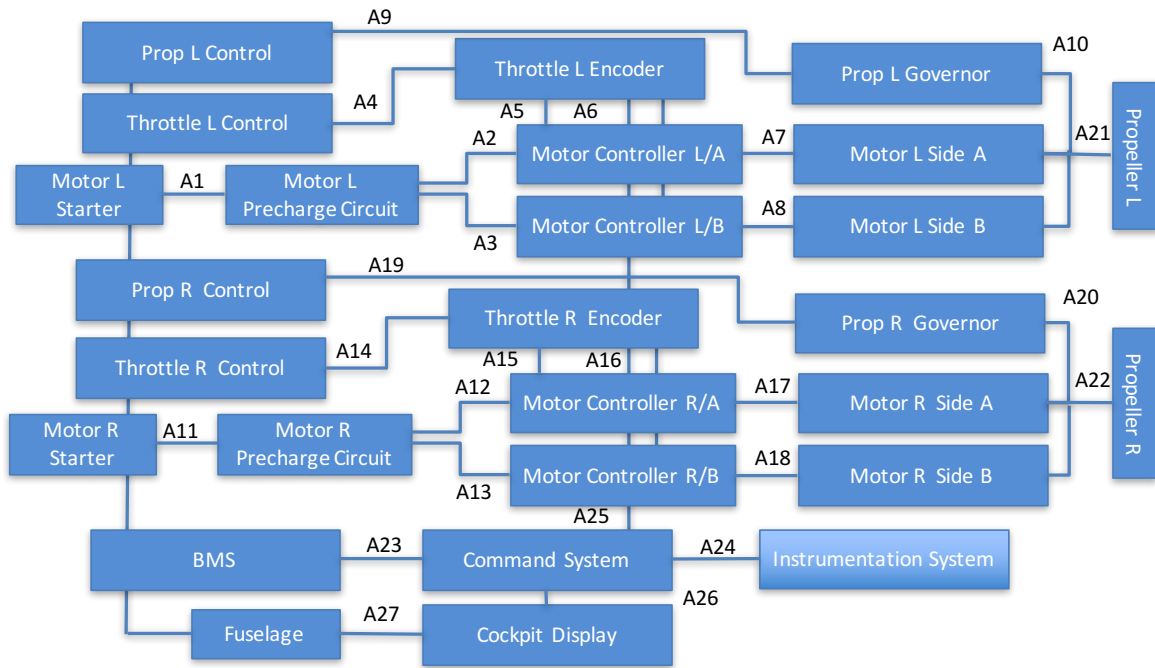 A9
A10
Prop L Control
Throttle L Encoder
Prop L Governor
A4
A5
A6
Throttle L Control
A2
Motor Controller L/A
A7
Motor L Side A
A21
Propeller L
Motor L
Starter
A1
Motor L
Precharge Circuit
A3
Motor Controller L/B
A8
Motor L Side B
A19
Prop R Control
Throttle R Encoder
Prop R Governor
A20
A14
A15
A16
Throttle R Control
A12
Motor Controller R/A
A17
Motor R Side A
A22
Propeller R
Motor R
Starter
A11
Motor R
Precharge Circuit
A13
Motor Controller R/B
A18
Motor R Side B
A25
BMS
A23
Command System
A24
Instrumentation System
A26
Fuselage
A27
Cockpit Display